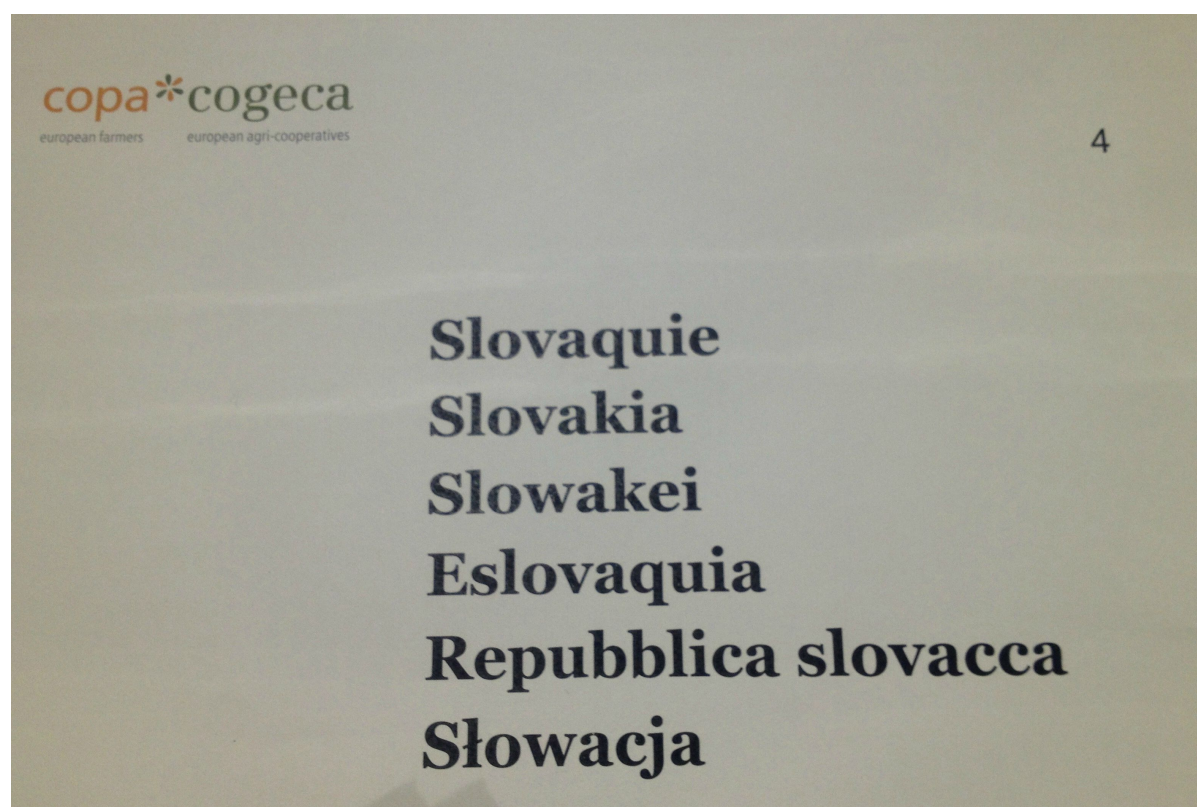 copa*cogeca
european farmers european agri-cooperatives
4
Slovaquie
Slovakia
Slowakei
Eslovaquia
Repubblica slovacca
Słowacja